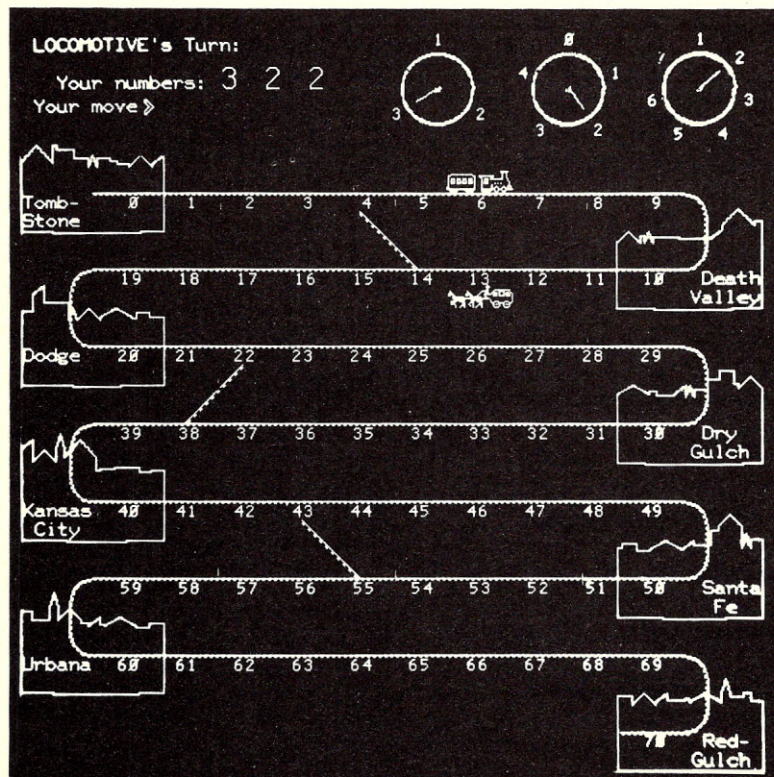 LOCOMOTIVE's Turn:
Your numbers: 3 2 2
Your move »
1
2
3
0
1
2
3
4
1
2
3
4
5
6
7
Tomb-
Stone
0 1 2 3 4 5 6 7 8 9
19 18 17 16 15 14 13 12 11 10
Death
Valley
Dodge
20 21 22 23 24 25 26 27 28 29
39 38 37 36 35 34 33 32 31 30
Dry
Gulch
Kansas
City
40 41 42 43 44 45 46 47 48 49
59 58 57 56 55 54 53 52 51 50
Santa
Fe
Urbana
60 61 62 63 64 65 66 67 68 69
70
Red-
Gulch